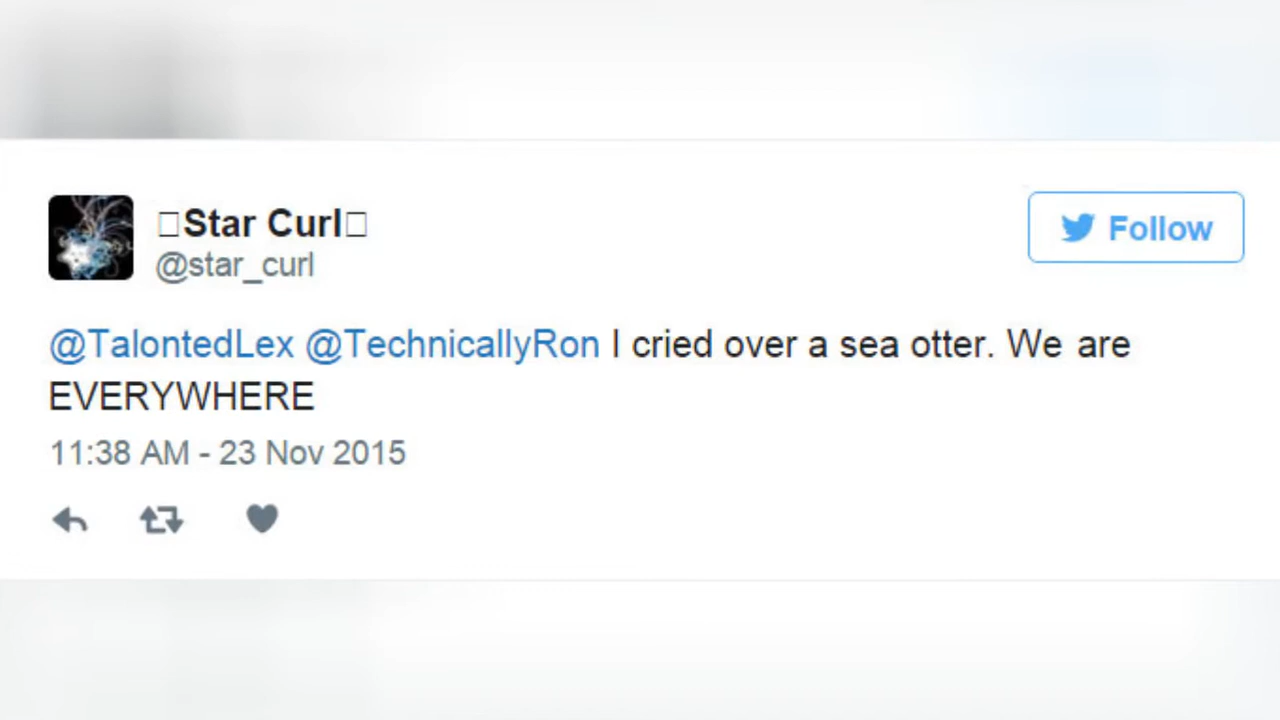 □Star Curl□
Follow
@star_curl
@TalontedLex @TechnicallyRon I cried over a sea otter. We are
EVERYWHERE
11:38 AM - 23 Nov 2015